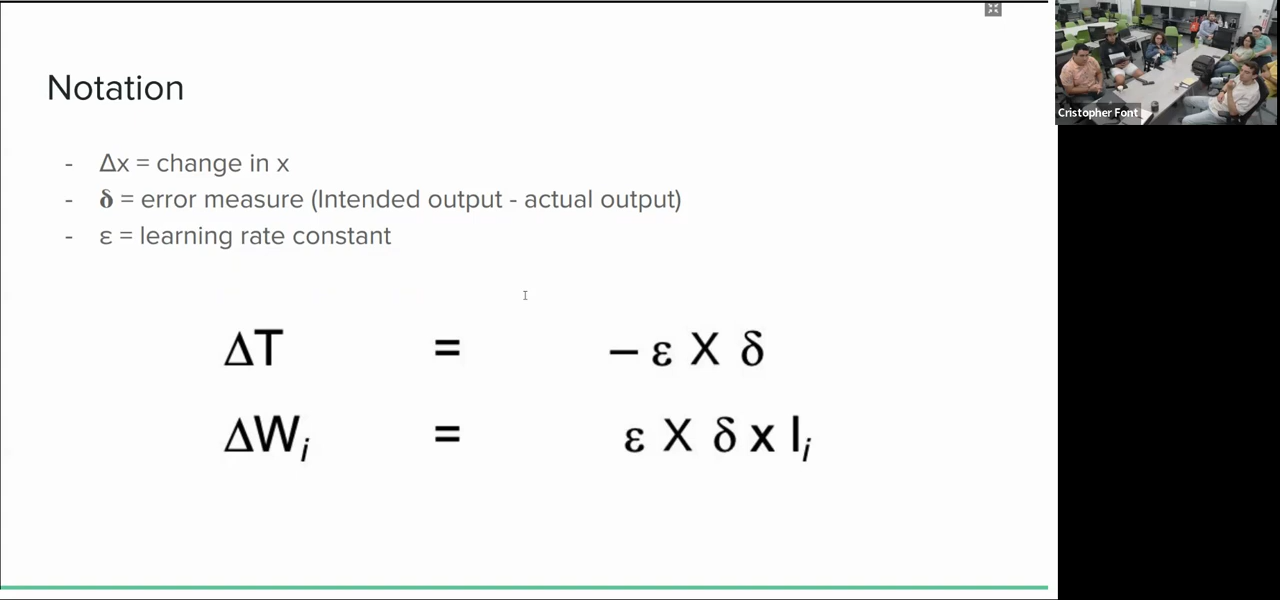 Notation
- Δx = change in x
- δ = error measure (Intended output - actual output)
- ε = learning rate constant
ΔT = – ε X δ
ΔWi = ε X δ x Ii
Cristopher Font